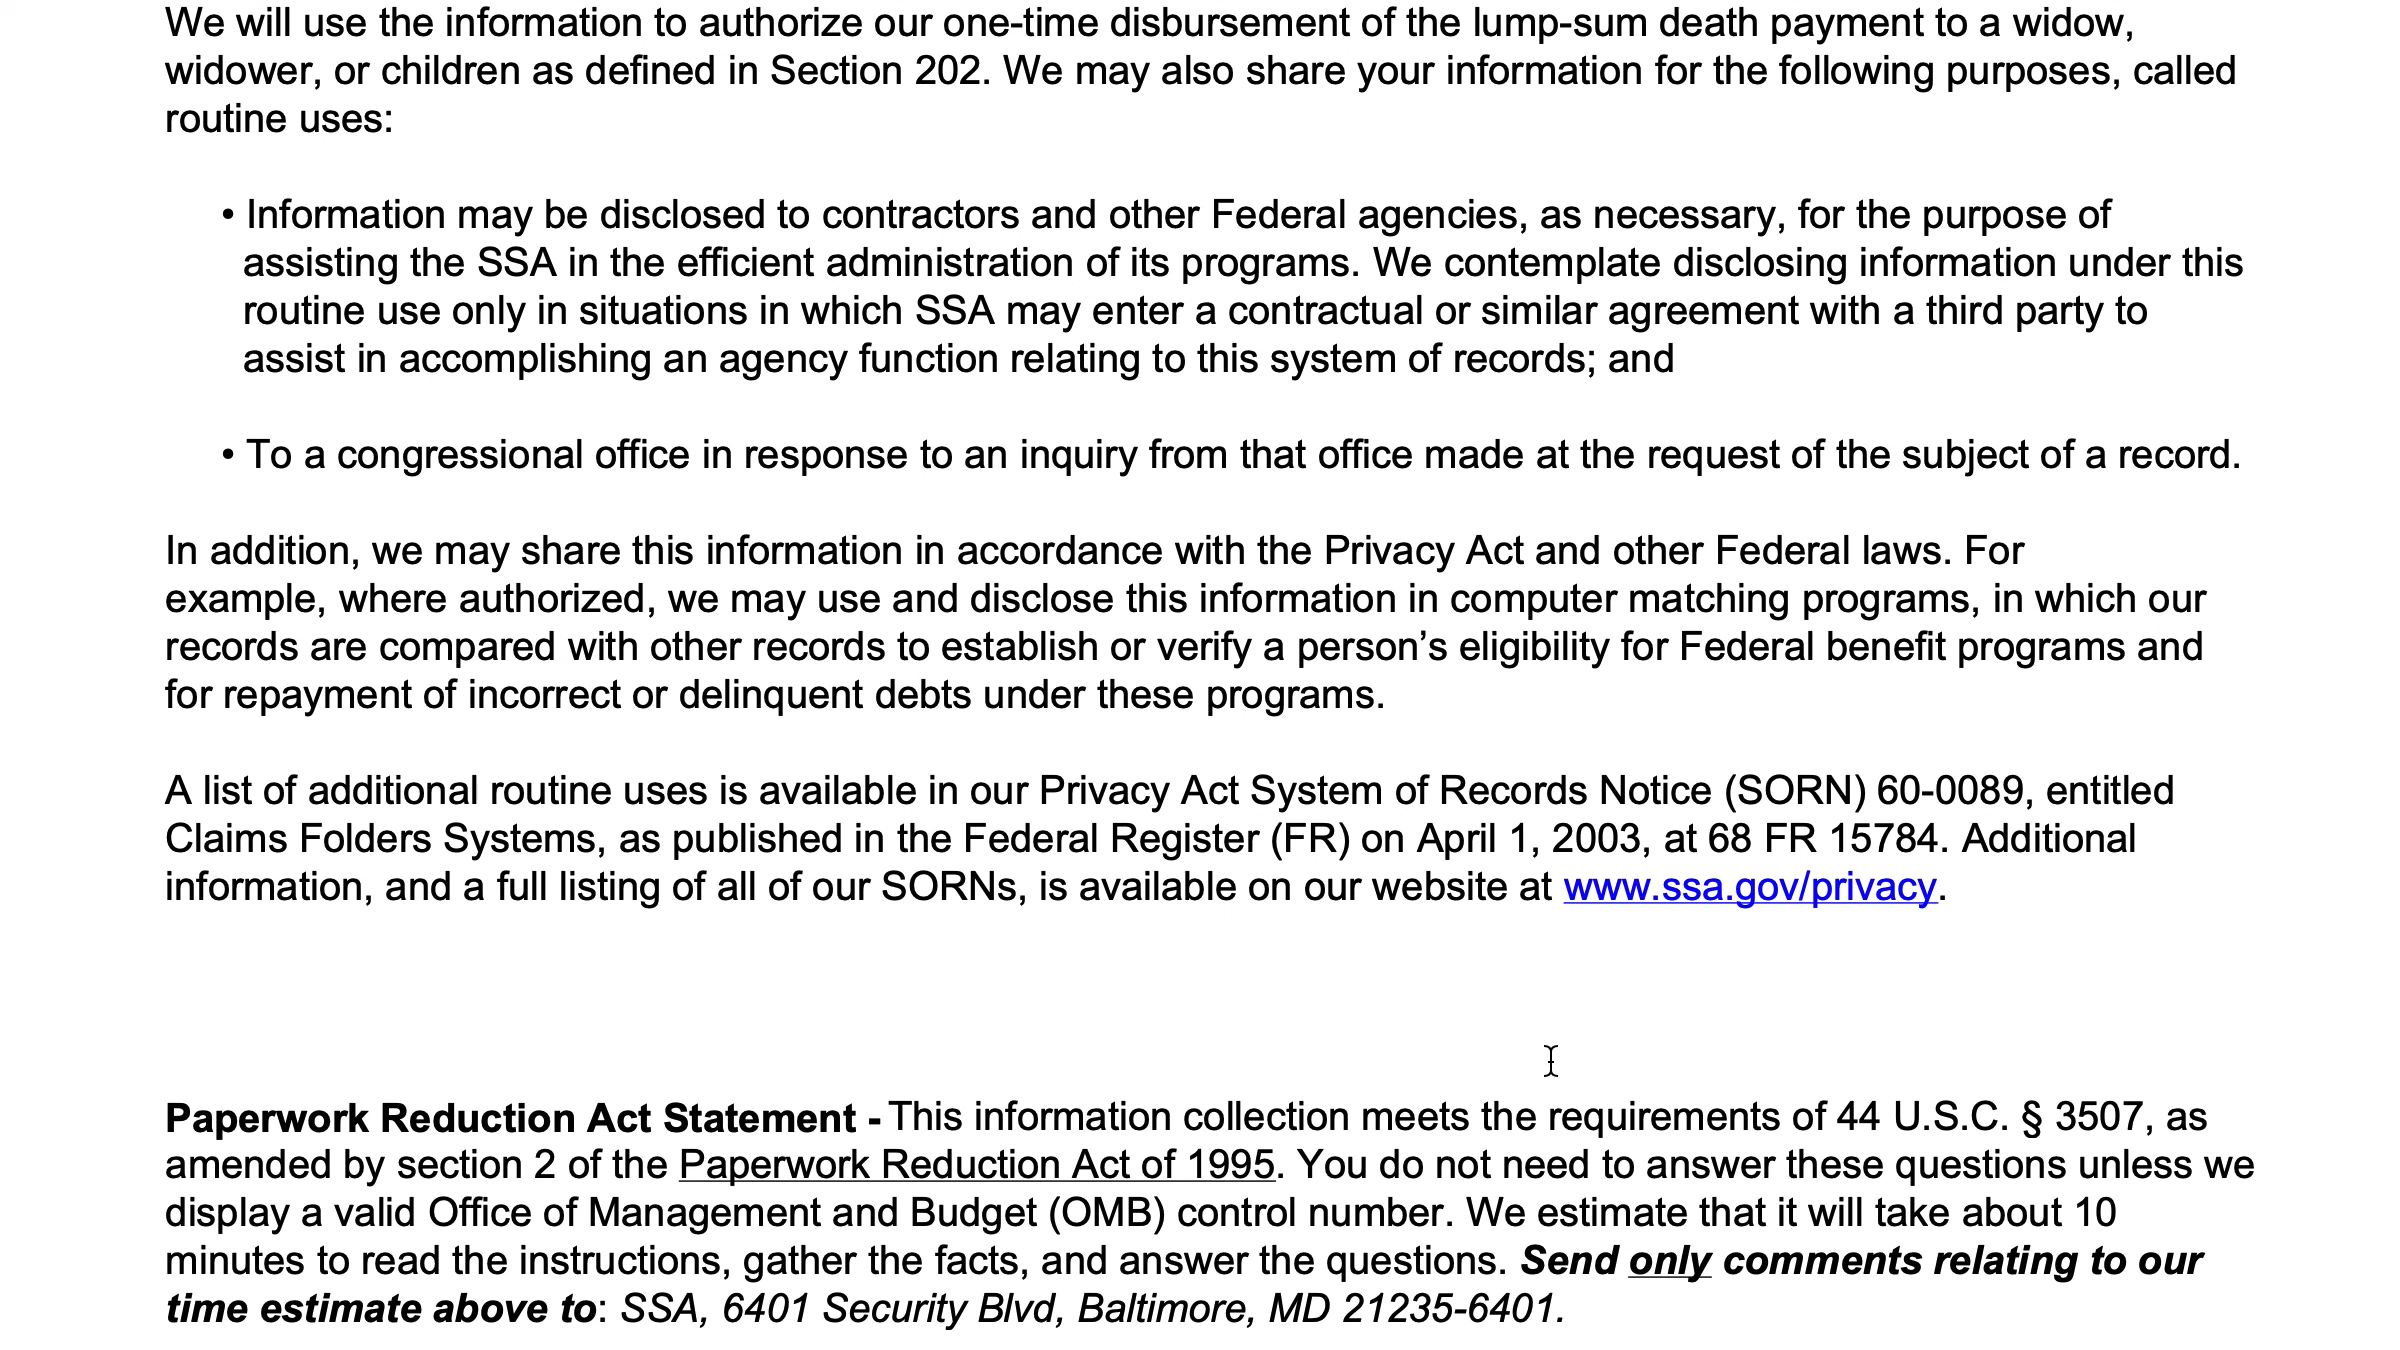 We will use the information to authorize our one-time disbursement of the lump-sum death payment to a widow,
widower, or children as defined in Section 202. We may also share your information for the following purposes, called
routine uses:
• Information may be disclosed to contractors and other Federal agencies, as necessary, for the purpose of
assisting the SSA in the efficient administration of its programs. We contemplate disclosing information under this
routine use only in situations in which SSA may enter a contractual or similar agreement with a third party to
assist in accomplishing an agency function relating to this system of records; and
• To a congressional office in response to an inquiry from that office made at the request of the subject of a record.
In addition, we may share this information in accordance with the Privacy Act and other Federal laws. For
example, where authorized, we may use and disclose this information in computer matching programs, in which our
records are compared with other records to establish or verify a person’s eligibility for Federal benefit programs and
for repayment of incorrect or delinquent debts under these programs.
A list of additional routine uses is available in our Privacy Act System of Records Notice (SORN) 60-0089, entitled
Claims Folders Systems, as published in the Federal Register (FR) on April 1, 2003, at 68 FR 15784. Additional
information, and a full listing of all of our SORNs, is available on our website at www.ssa.gov/privacy.
Paperwork Reduction Act Statement - This information collection meets the requirements of 44 U.S.C. § 3507, as
amended by section 2 of the Paperwork Reduction Act of 1995. You do not need to answer these questions unless we
display a valid Office of Management and Budget (OMB) control number. We estimate that it will take about 10
minutes to read the instructions, gather the facts, and answer the questions. Send only comments relating to our
time estimate above to: SSA, 6401 Security Blvd, Baltimore, MD 21235-6401.